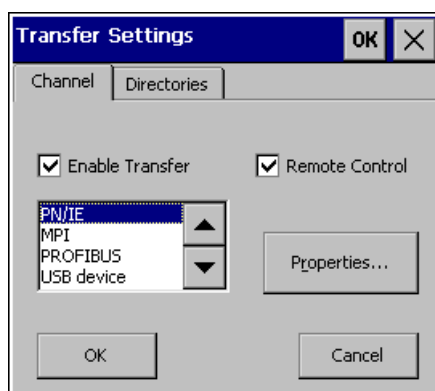 Transfer Settings OK
Channel Directories
Enable Transfer Remote Control
PN/IE
MPI
PROFIBUS
USB device
Properties...
OK Cancel